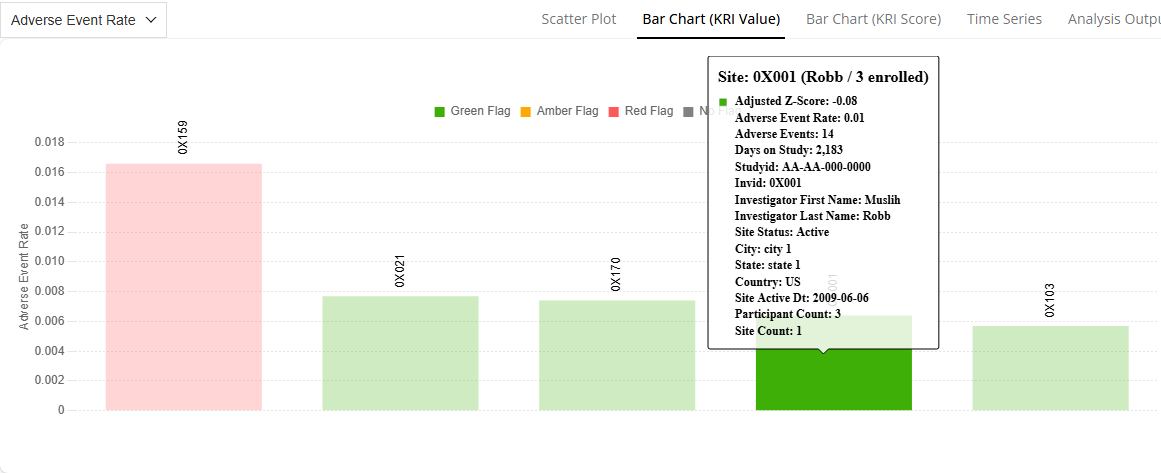 Adverse Event Rate
Scatter Plot
Bar Chart (KRI Value)
Bar Chart (KRI Score)
Time Series
Analysis Outpu
Green Flag
Amber Flag
Red Flag
No Flag
Site: 0X001 (Robb / 3 enrolled)
Adjusted Z-Score: -0.08
Adverse Event Rate: 0.01
Adverse Events: 14
Days on Study: 2,183
Studyid: AA-AA-000-0000
Invid: 0X001
Investigator First Name: Muslih
Investigator Last Name: Robb
Site Status: Active
City: city 1
State: state 1
Country: US
Site Active Dt: 2009-06-06
Participant Count: 3
Site Count: 1
Adverse Event Rate
0.018
0.016
0.014
0.012
0.010
0.008
0.006
0.004
0.002
0
0X159
0X021
0X170
0X001
0X103